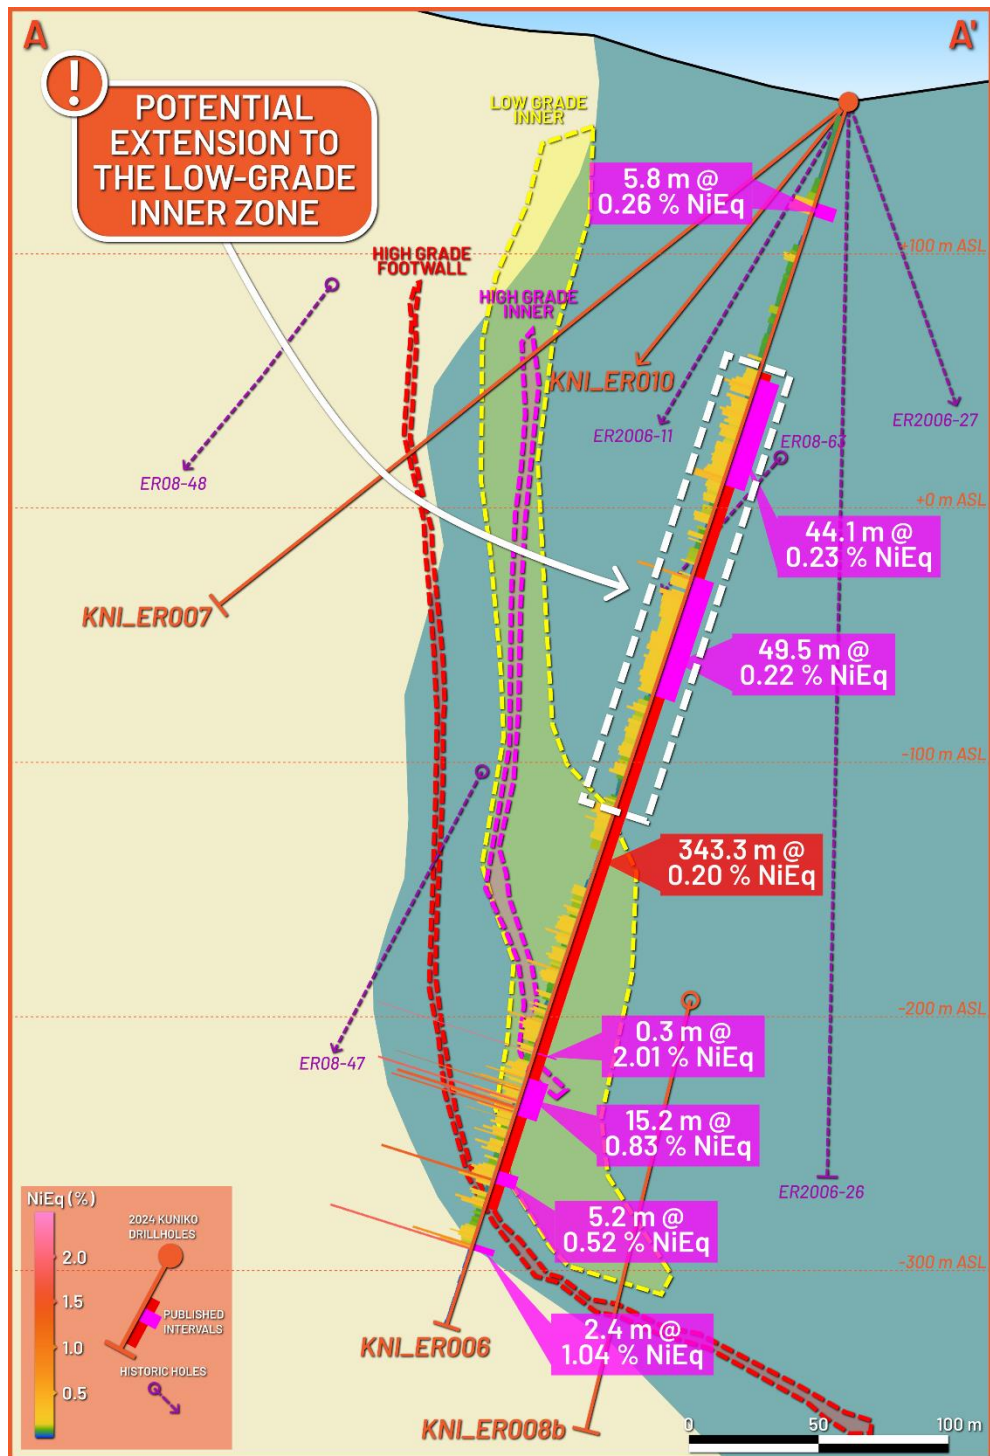 A
A'
!
POTENTIAL
EXTENSION TO
THE LOW-GRADE
INNER ZONE
LOW GRADE
INNER
5.8 m @
0.26 % NiEq
+100 m ASL
HIGH GRADE
FOOTWALL
HIGH GRADE
INNER
KNI_ER010
ER2006-11
ER08-63
ER2006-27
ER08-48
+0 m ASL
44.1 m @
0.23 % NiEq
KNI_ER007
49.5 m @
0.22 % NiEq
-100 m ASL
343.3 m @
0.20 % NiEq
-200 m ASL
0.3 m @
2.01 % NiEq
ER08-47
15.2 m @
0.83 % NiEq
ER2006-26
5.2 m @
0.52 % NiEq
-300 m ASL
2.4 m @
1.04 % NiEq
KNI_ER006
KNI_ER008b
NiEq (%)
2.0
1.5
1.0
0.5
2024 KUNIKO
DRILLHOLES
PUBLISHED
INTERVALS
HISTORIC HOLES
0 50 100 m